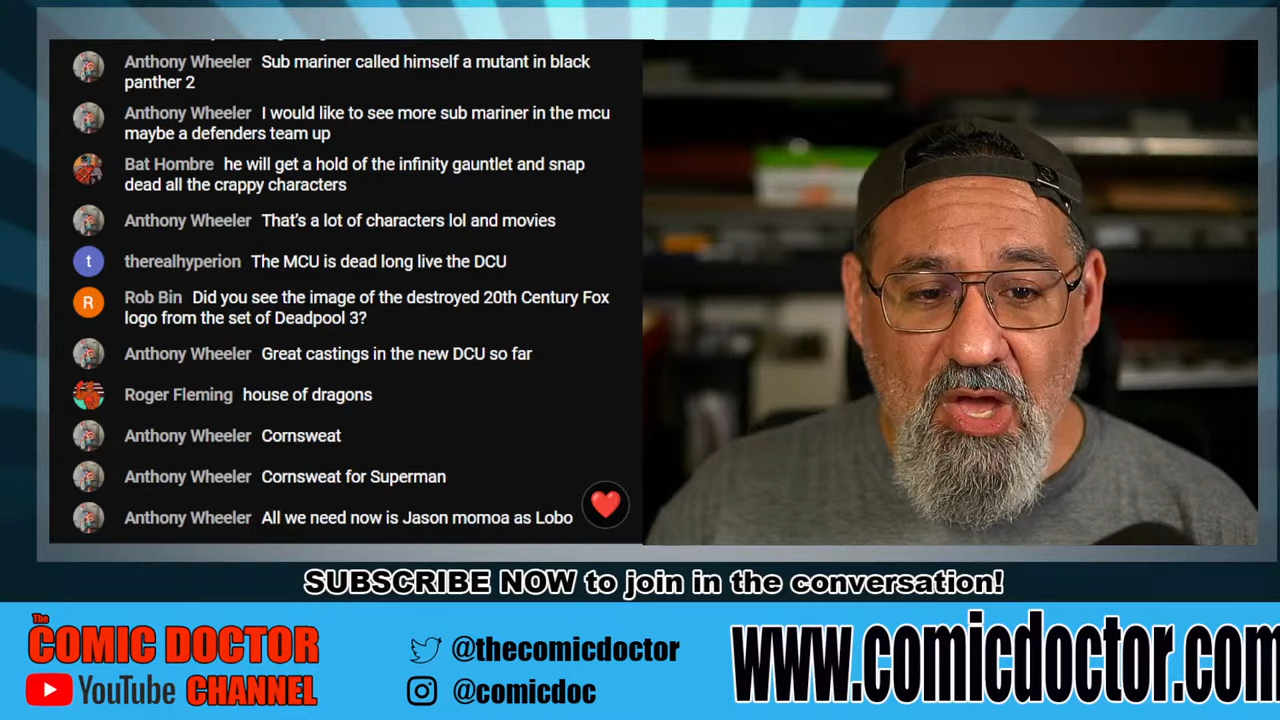 Anthony Wheeler Sub mariner called himself a mutant in black
panther 2
Anthony Wheeler I would like to see more sub mariner in the mcu
maybe a defenders team up
Bat Hombre he will get a hold of the infinity gauntlet and snap
dead all the crappy characters
Anthony Wheeler That's a lot of characters lol and movies
t therealhyperion The MCU is dead long live the DCU
R Rob Bin Did you see the image of the destroyed 20th Century Fox
logo from the set of Deadpool 3?
Anthony Wheeler Great castings in the new DCU so far
Roger Fleming house of dragons
Anthony Wheeler Cornsweat
Anthony Wheeler Cornsweat for Superman
Anthony Wheeler All we need now is Jason momoa as Lobo
SUBSCRIBE NOW to join in the conversation!
The
COMIC DOCTOR
YouTube CHANNEL
@thecomicdoctor
@comicdoc
www.comicdoctor.com